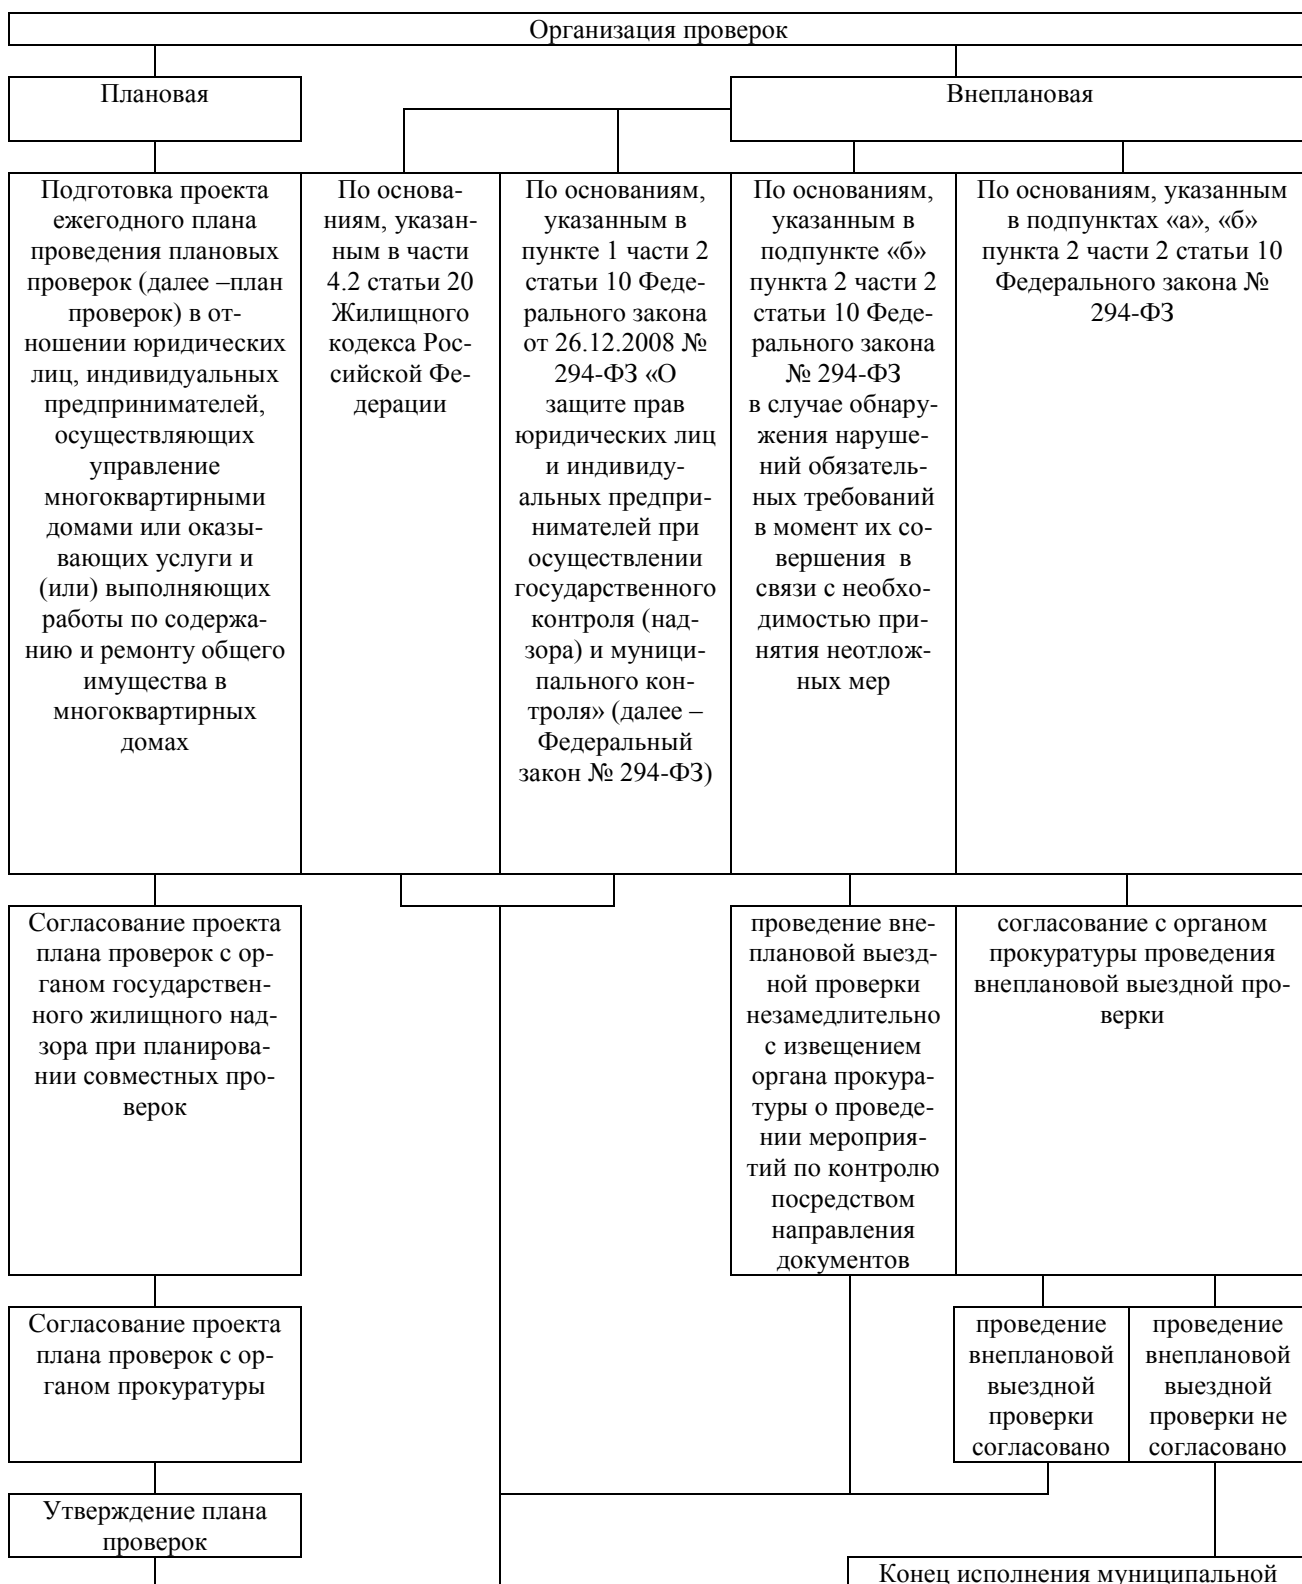 Организация проверок
Плановая
Внеплановая
Подготовка проекта
ежегодного плана
проведения плановых
проверок (далее –план
проверок) в от-
ношении юридических
лиц, индивидуальных
предпринимателей,
осуществляющих
управление
многоквартирными
домами или оказы-
вающих услуги и
(или) выполняющих
работы по содержа-
нию и ремонту общего
имущества в
многоквартирных
домах
По основа-
ниям, указан-
ным в части
4.2 статьи 20
Жилищного
кодекса Рос-
сийской Фе-
дерации
По основаниям,
указанным в
пункте 1 части 2
статьи 10 Феде-
рального закона
от 26.12.2008 №
294-ФЗ «О
защите прав
юридических лиц
и индивиду-
альных предпри-
нимателей при
осуществлении
государственного
контроля (над-
зора) и муници-
пального кон-
троля» (далее –
Федеральный
закон № 294-ФЗ)
По основаниям,
указанным в
подпункте «б»
пункта 2 части 2
статьи 10 Феде-
рального закона
№ 294-ФЗ
в случае обнару-
жения наруше-
ний обязатель-
ных требований
в момент их со-
вершения в
связи с необхо-
димостью при-
нятия неотлож-
ных мер
По основаниям, указанным
в подпунктах «а», «б»
пункта 2 части 2 статьи 10
Федерального закона №
294-ФЗ
Согласование проекта
плана проверок с ор-
ганом государствен-
ного жилищного над-
зора при планирова-
нии совместных про-
верок
проведение вне-
плановой выезд-
ной проверки
незамедлительно
с извещением
органа прокура-
туры о проведе-
нии мероприя-
тий по контролю
посредством
направления
документов
согласование с органом
прокуратуры проведения
внеплановой выездной про-
верки
Согласование проекта
плана проверок с ор-
ганом прокуратуры
проведение
внеплановой
выездной
проверки
согласовано
проведение
внеплановой
выездной
проверки не
согласовано
Утверждение плана
проверок
Конец исполнения муниципальной